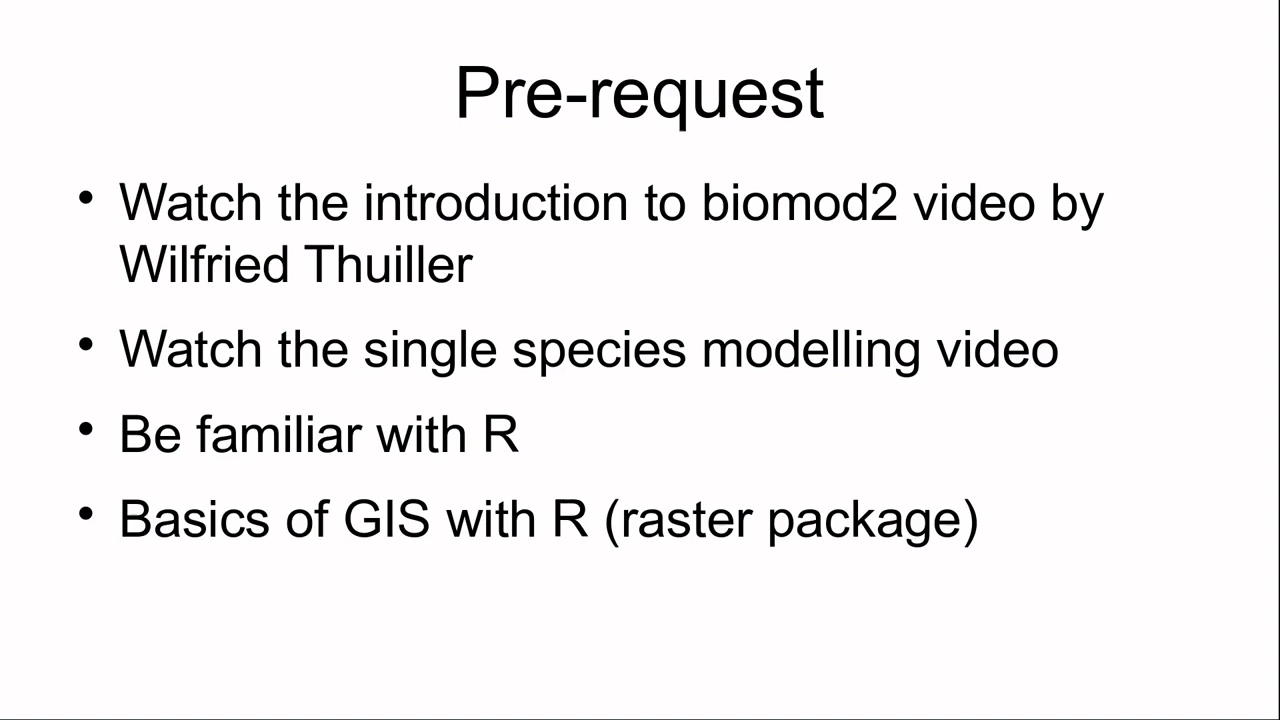 Pre-request
• Watch the introduction to biomod2 video by
Wilfried Thuiller
• Watch the single species modelling video
• Be familiar with R
• Basics of GIS with R (raster package)